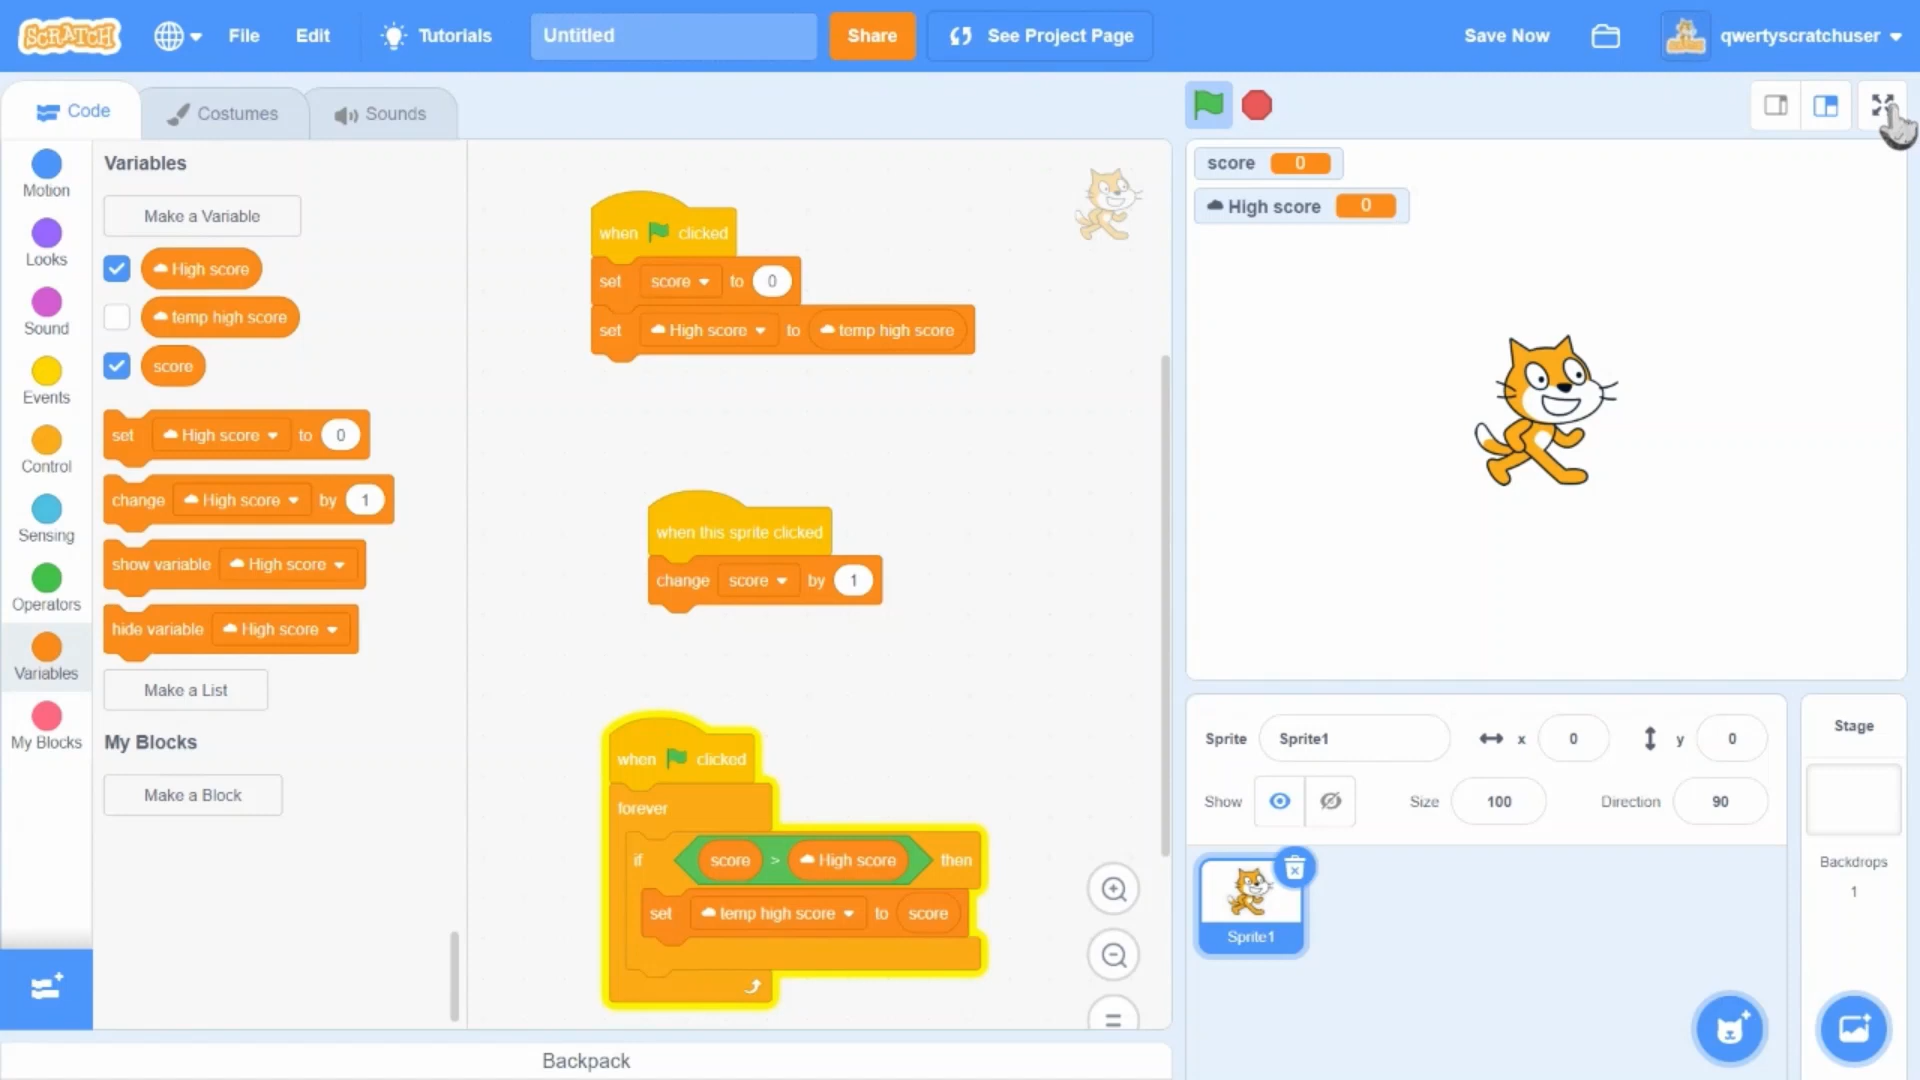 SCRATCH
File
Edit
Tutorials
Untitled
Share
See Project Page
Save Now
qwertyscratchuser
Code
Costumes
Sounds
Motion
Looks
Sound
Events
Control
Sensing
Operators
Variables
My Blocks
Variables
Make a Variable
High score
temp high score
score
set High score to 0
change High score by 1
show variable High score
hide variable High score
Make a List
My Blocks
Make a Block
when clicked
set score to 0
set High score to temp high score
when this sprite clicked
change score by 1
when clicked
forever
if score > High score then
set temp high score to score
Backpack
score 0
High score 0
Sprite Sprite1 x 0 y 0
Show Size 100 Direction 90
Sprite1
Stage
Backdrops
1